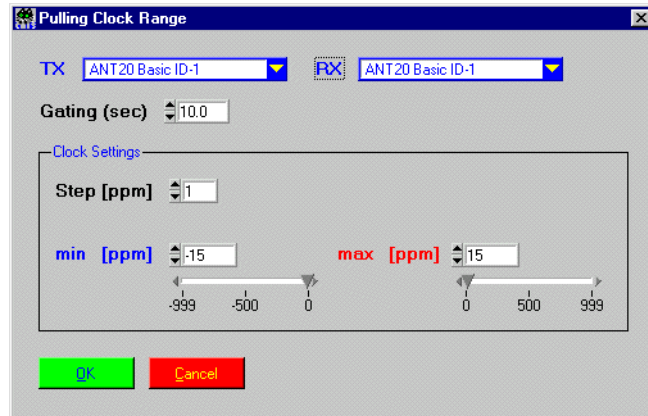 Pulling Clock Range
TX ANT20 Basic ID-1 RX ANT20 Basic ID-1
Gating (sec) 10.0
Clock Settings
Step [ppm] 1
min [ppm] -15 max [ppm] 15
-999 -500 0 0 500 999
OK Cancel